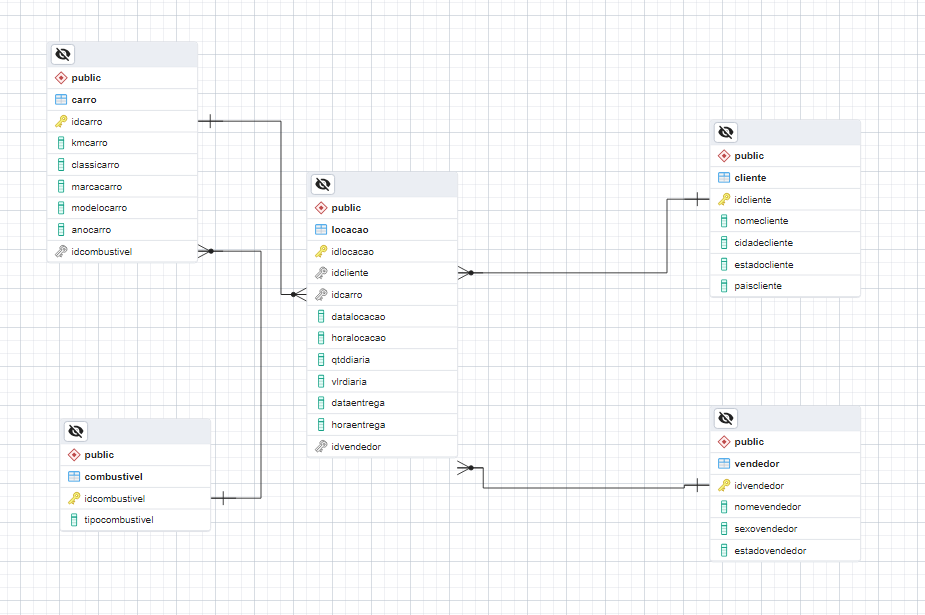 public
carro
idcarro
kmcarro
classicarro
marcacarro
modelocarro
anocarro
idcombustivel
public
combustivel
idcombustivel
tipocombustivel
public
locacao
idlocacao
idcliente
idcarro
datalocacao
horalocacao
qtddiaria
vlrdiaria
dataentrega
horaentrega
idvendedor
public
cliente
idcliente
nomecliente
cidadecliente
estadocliente
paiscliente
public
vendedor
idvendedor
nomevendedor
sexovendedor
estadovendedor